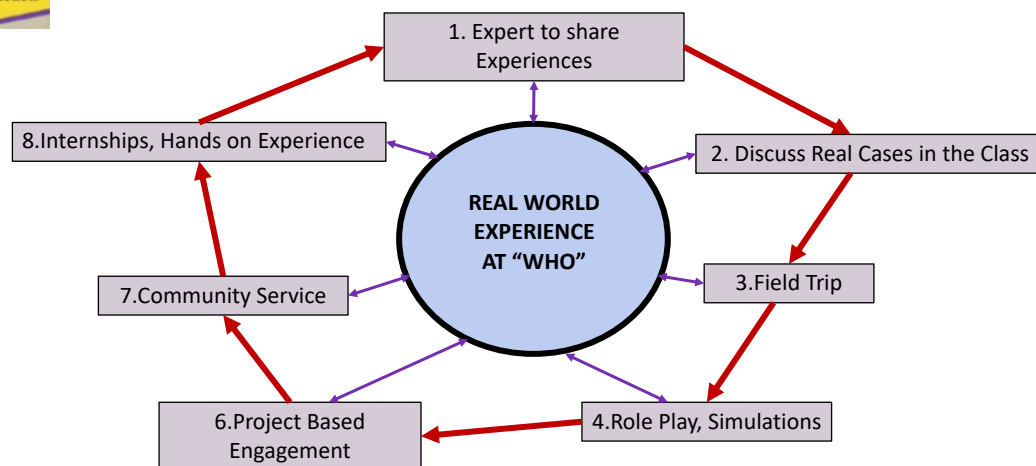 1. Expert to share
Experiences
8.Internships, Hands on Experience
2. Discuss Real Cases in the Class
REAL WORLD
EXPERIENCE
AT “WHO”
7.Community Service
3.Field Trip
6.Project Based
Engagement
4.Role Play, Simulations